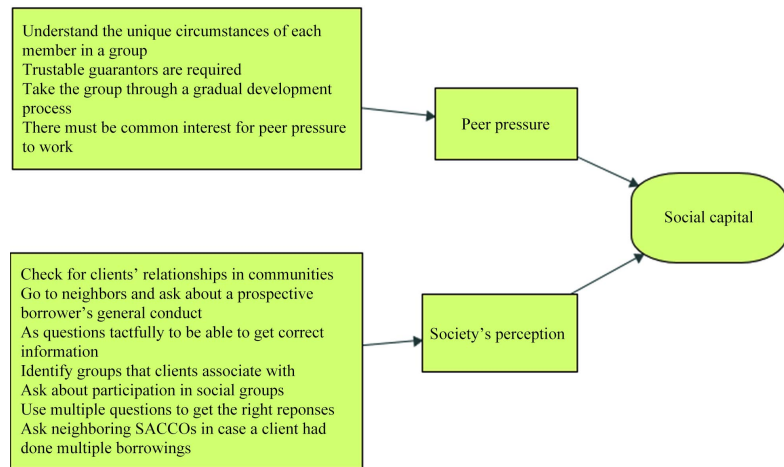 Understand the unique circumstances of each
member in a group
Trustable guarantors are required
Take the group through a gradual development
process
There must be common interest for peer pressure
to work
Peer pressure
Social capital
Check for clients’ relationships in communities
Go to neighbors and ask about a prospective
borrower’s general conduct
As questions tactfully to be able to get correct
information
Identify groups that clients associate with
Ask about participation in social groups
Use multiple questions to get the right reponses
Ask neighboring SACCOs in case a client had
done multiple borrowings
Society’s perception